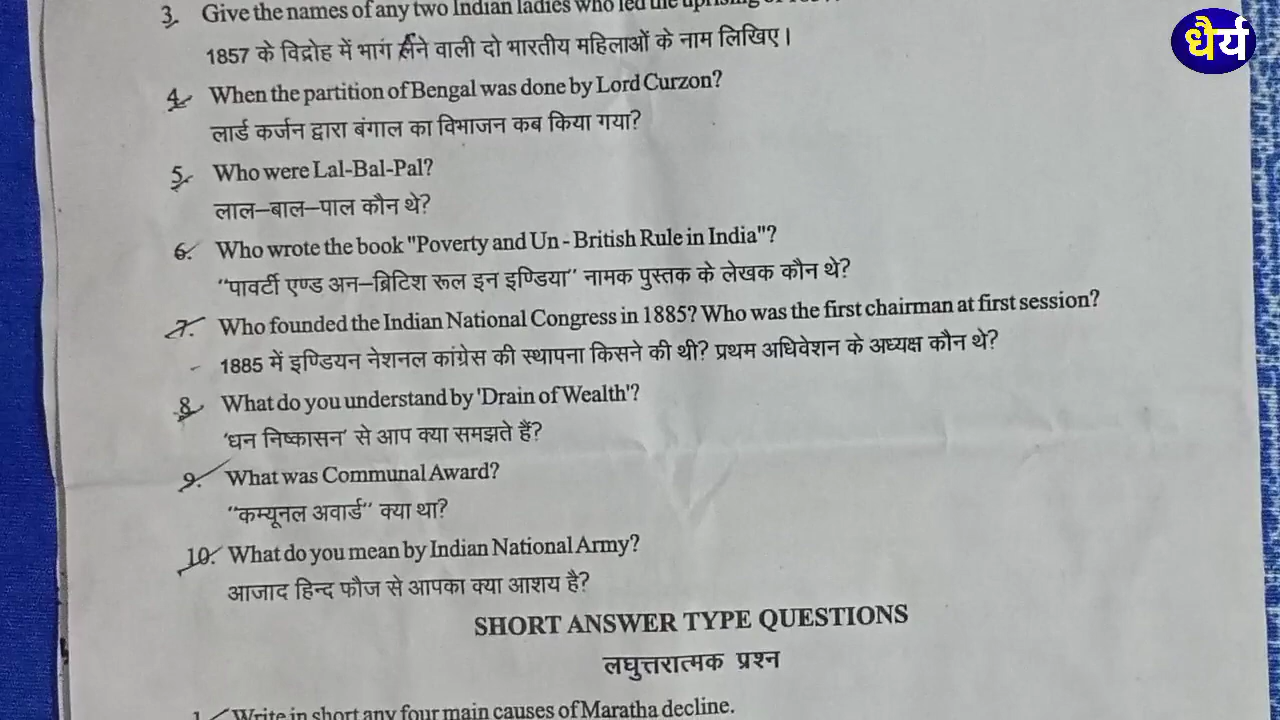 धैर्य
3. Give the names of any two Indian ladies who led the uprising of
1857 के विद्रोह में भाग लेने वाली दो भारतीय महिलाओं के नाम लिखिए।
4. When the partition of Bengal was done by Lord Curzon?
लार्ड कर्जन द्वारा बंगाल का विभाजन कब किया गया?
5. Who were Lal-Bal-Pal?
लाल–बाल–पाल कौन थे?
6. Who wrote the book "Poverty and Un - British Rule in India"?
“पावर्टी एण्ड अन–ब्रिटिश रूल इन इण्डिया” नामक पुस्तक के लेखक कौन थे?
7. Who founded the Indian National Congress in 1885? Who was the first chairman at first session?
1885 में इण्डियन नेशनल कांग्रेस की स्थापना किसने की थी? प्रथम अधिवेशन के अध्यक्ष कौन थे?
8. What do you understand by 'Drain of Wealth'?
‘धन निष्कासन’ से आप क्या समझते हैं?
9. What was Communal Award?
“कम्यूनल अवार्ड” क्या था?
10. What do you mean by Indian National Army?
आजाद हिन्द फौज से आपका क्या आशय है?
SHORT ANSWER TYPE QUESTIONS
लघुत्तरात्मक प्रश्न
1. Write in short any four main causes of Maratha decline.